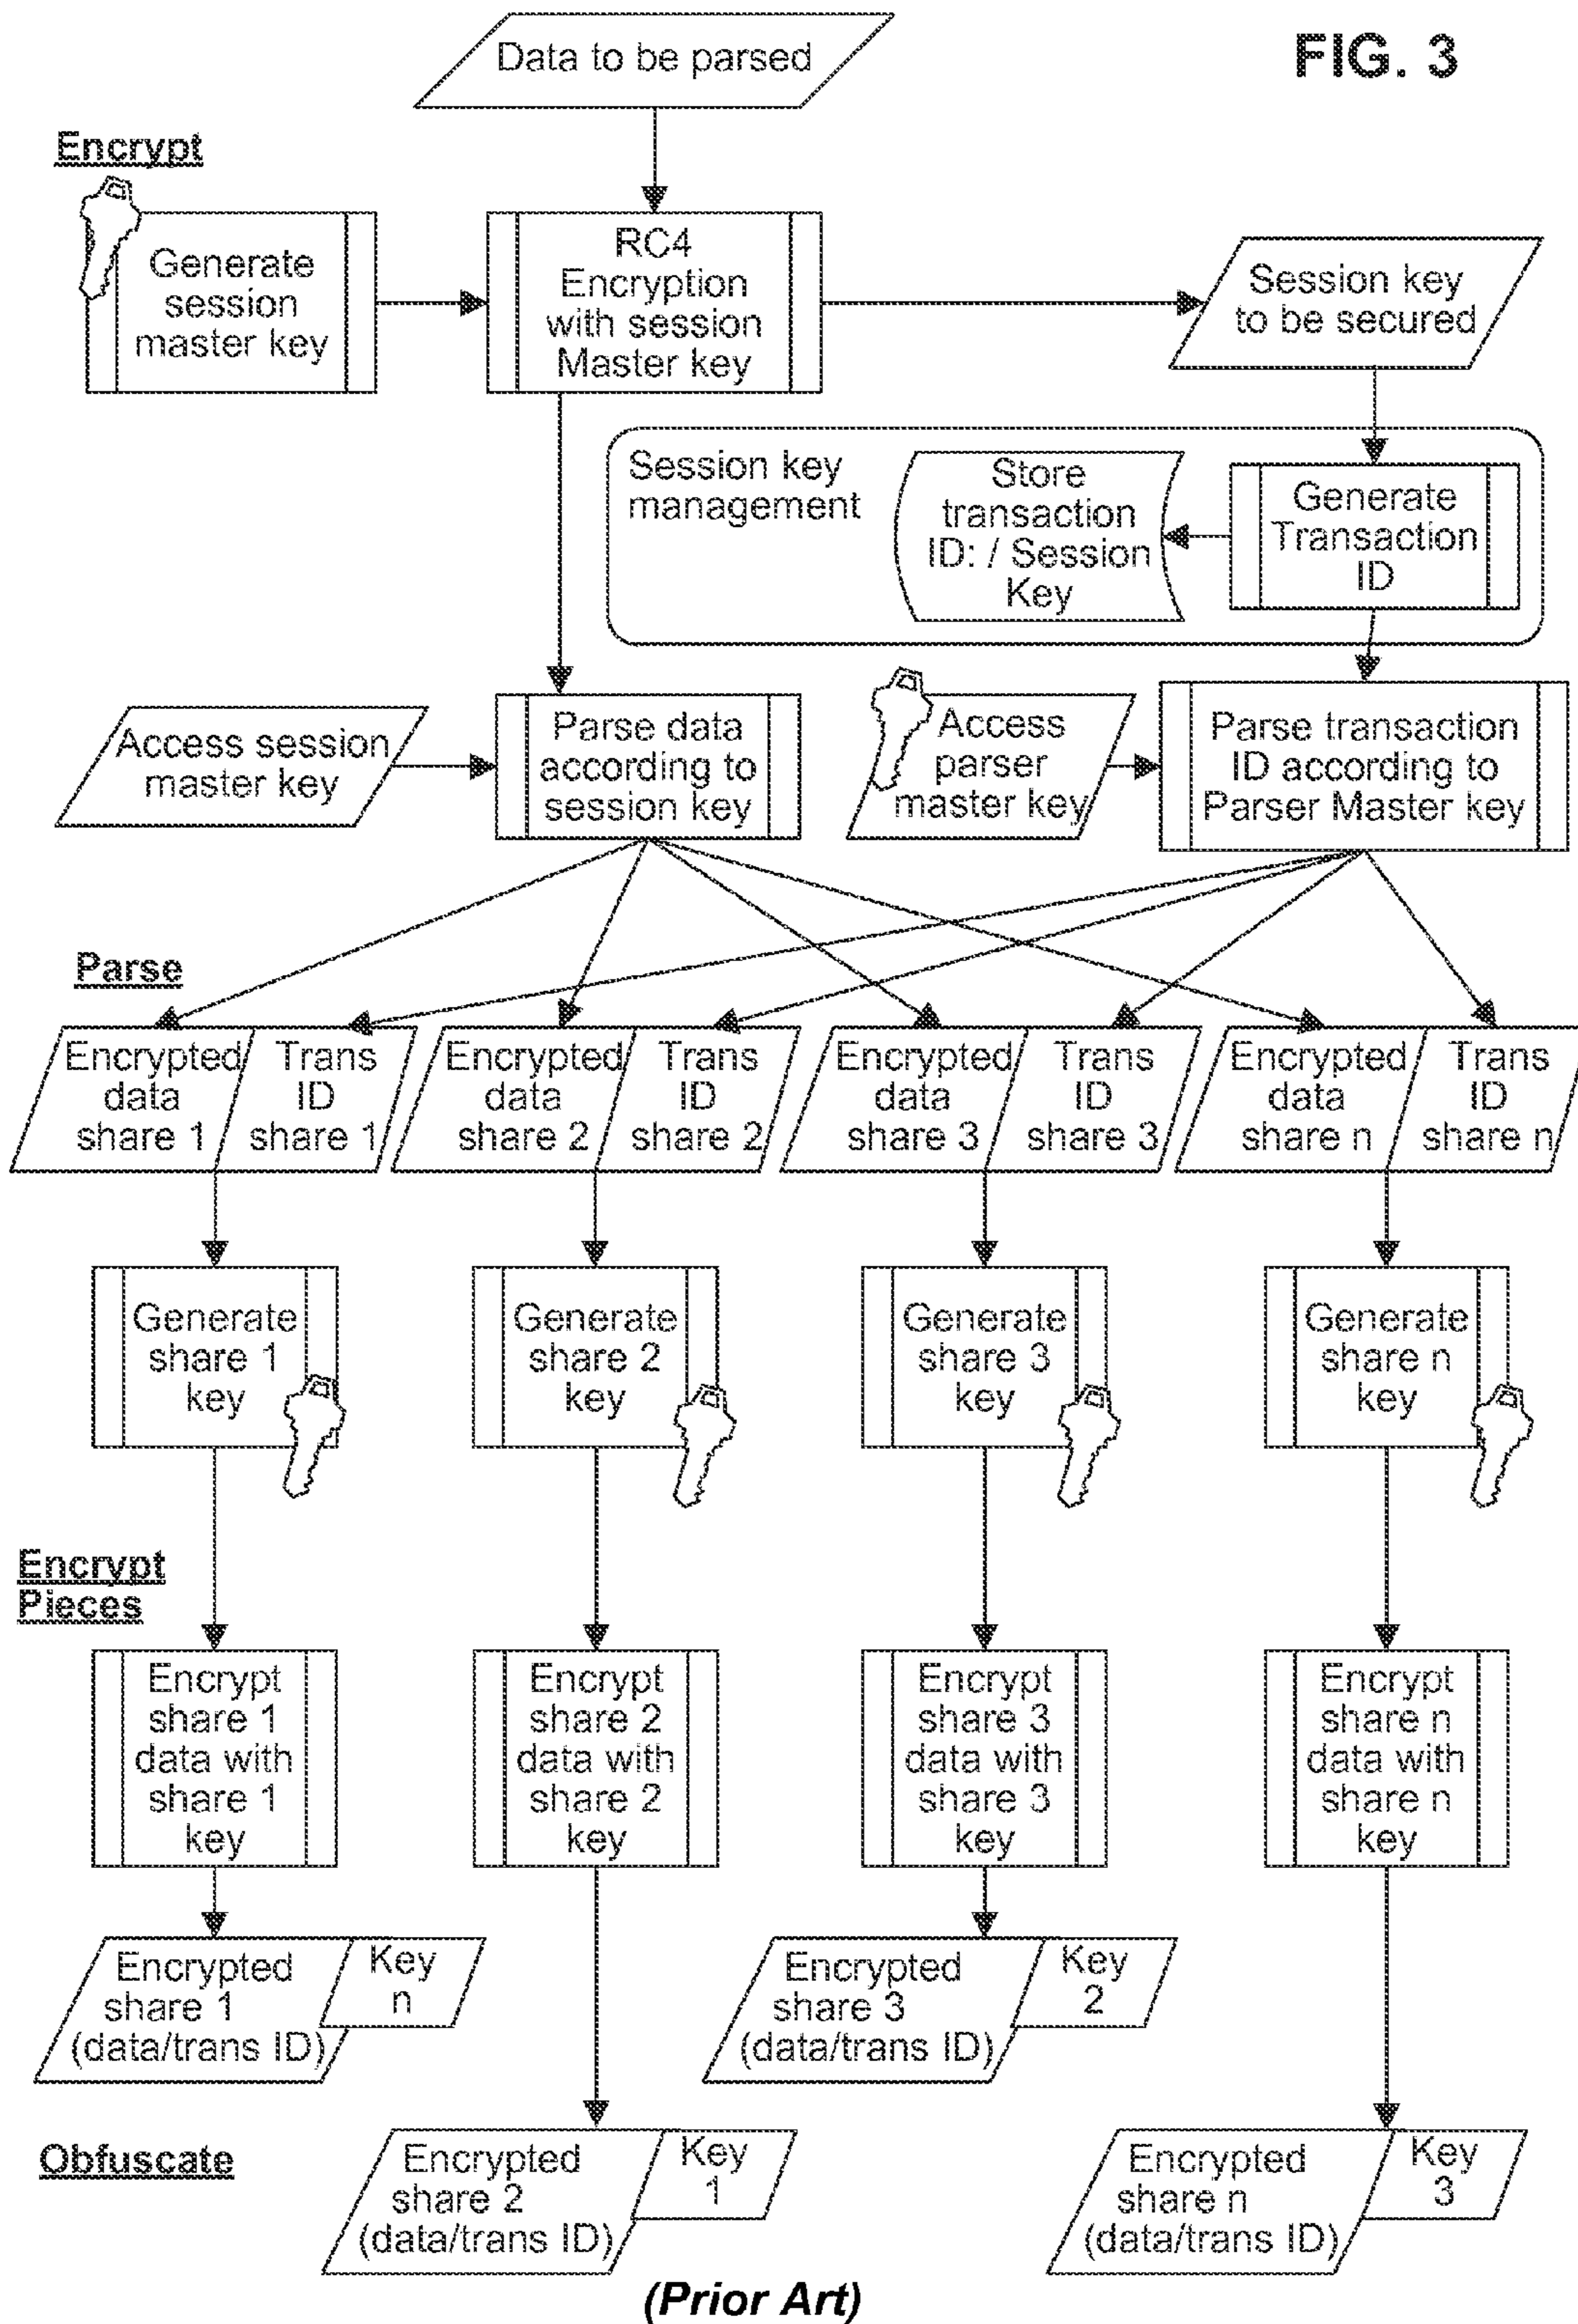 FIG. 3
Data to be parsed
Encrypt
Generate
session
master key
RC4
Encryption
with session
Master key
Session key
to be secured
Session key
management
Store
transaction
ID: / Session
Key
Generate
Transaction
ID
Access session
master key
Parse data
according to
session key
Access
parser
master key
Parse transaction
ID according to
Parser Master key
Parse
Encrypted
data
share 1
Trans
ID
share 1
Encrypted
data
share 2
Trans
ID
share 2
Encrypted
data
share 3
Trans
ID
share 3
Encrypted
data
share n
Trans
ID
share n
Generate
share 1
key
Generate
share 2
key
Generate
share 3
key
Generate
share n
key
Encrypt
Pieces
Encrypt
share 1
data with
share 1
key
Encrypt
share 2
data with
share 2
key
Encrypt
share 3
data with
share 3
key
Encrypt
share n
data with
share n
key
Encrypted
share 1
(data/trans ID)
Key
n
Encrypted
share 3
(data/trans ID)
Key
2
Obfuscate
Encrypted
share 2
(data/trans ID)
Key
1
Encrypted
share n
(data/trans ID)
Key
3
(Prior Art)